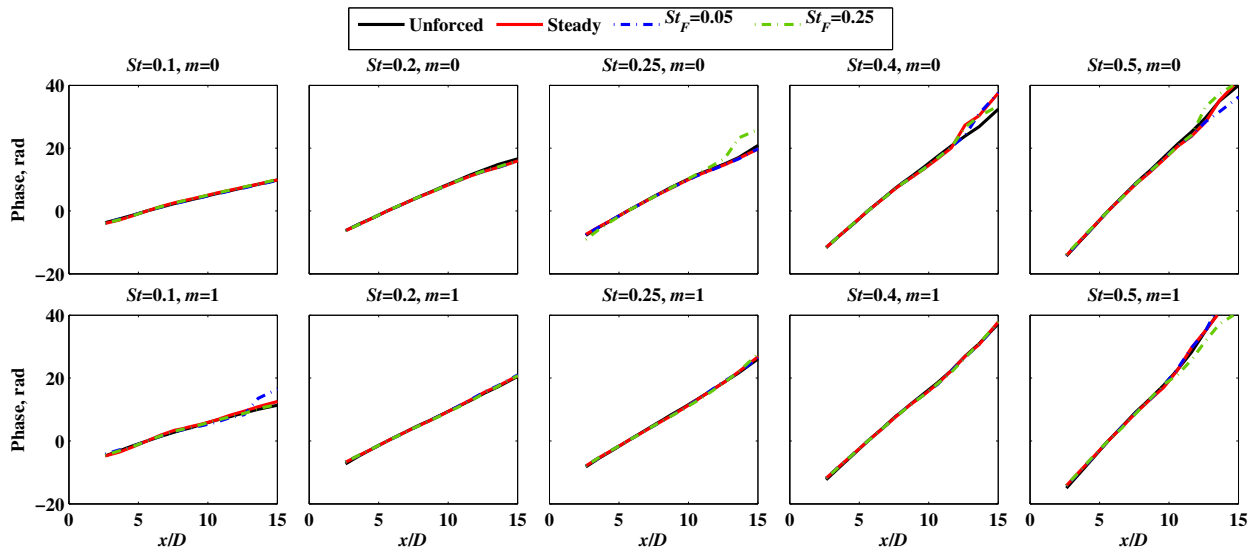 Unforced Steady St_F=0.05 St_F=0.25
St=0.1, m=0 St=0.2, m=0 St=0.25, m=0 St=0.4, m=0 St=0.5, m=0
40
20
0
−20
Phase, rad
St=0.1, m=1 St=0.2, m=1 St=0.25, m=1 St=0.4, m=1 St=0.5, m=1
40
20
0
−20
Phase, rad
0 5 10 15 0 5 10 15 0 5 10 15 0 5 10 15 0 5 10 15
x/D x/D x/D x/D x/D